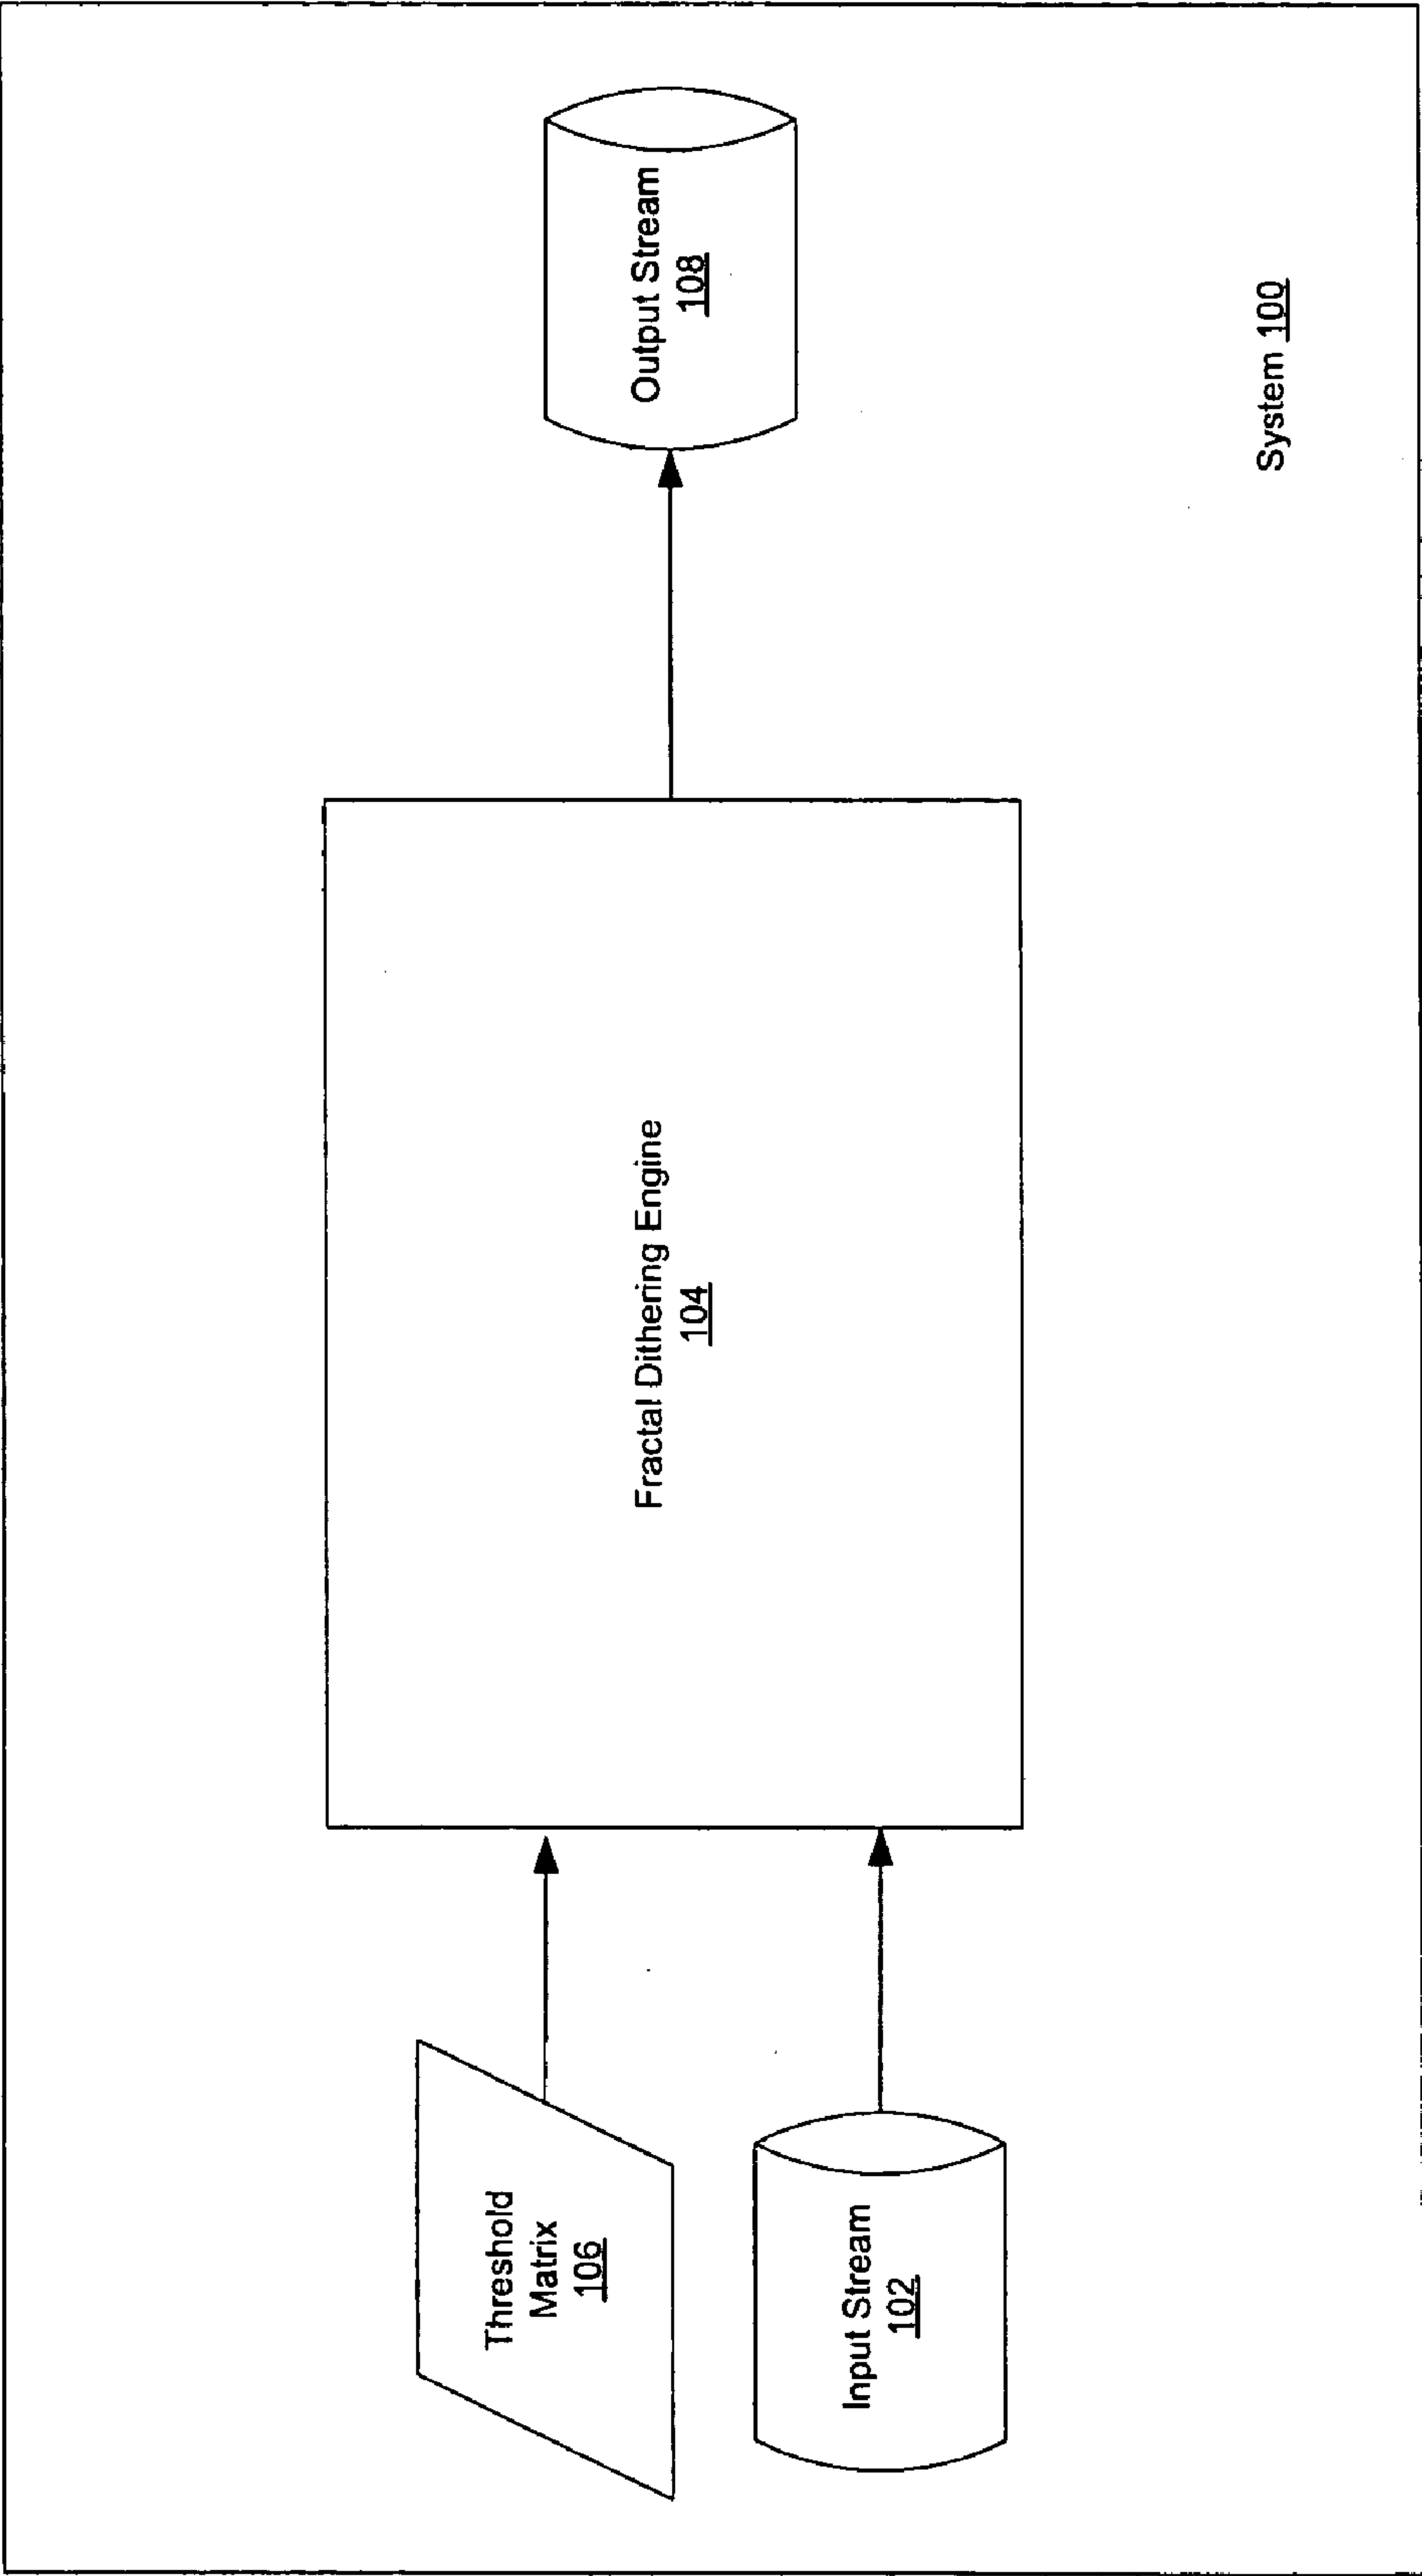 Threshold
Matrix
106
Input Stream
102
Fractal Dithering Engine
104
Output Stream
108
System 100